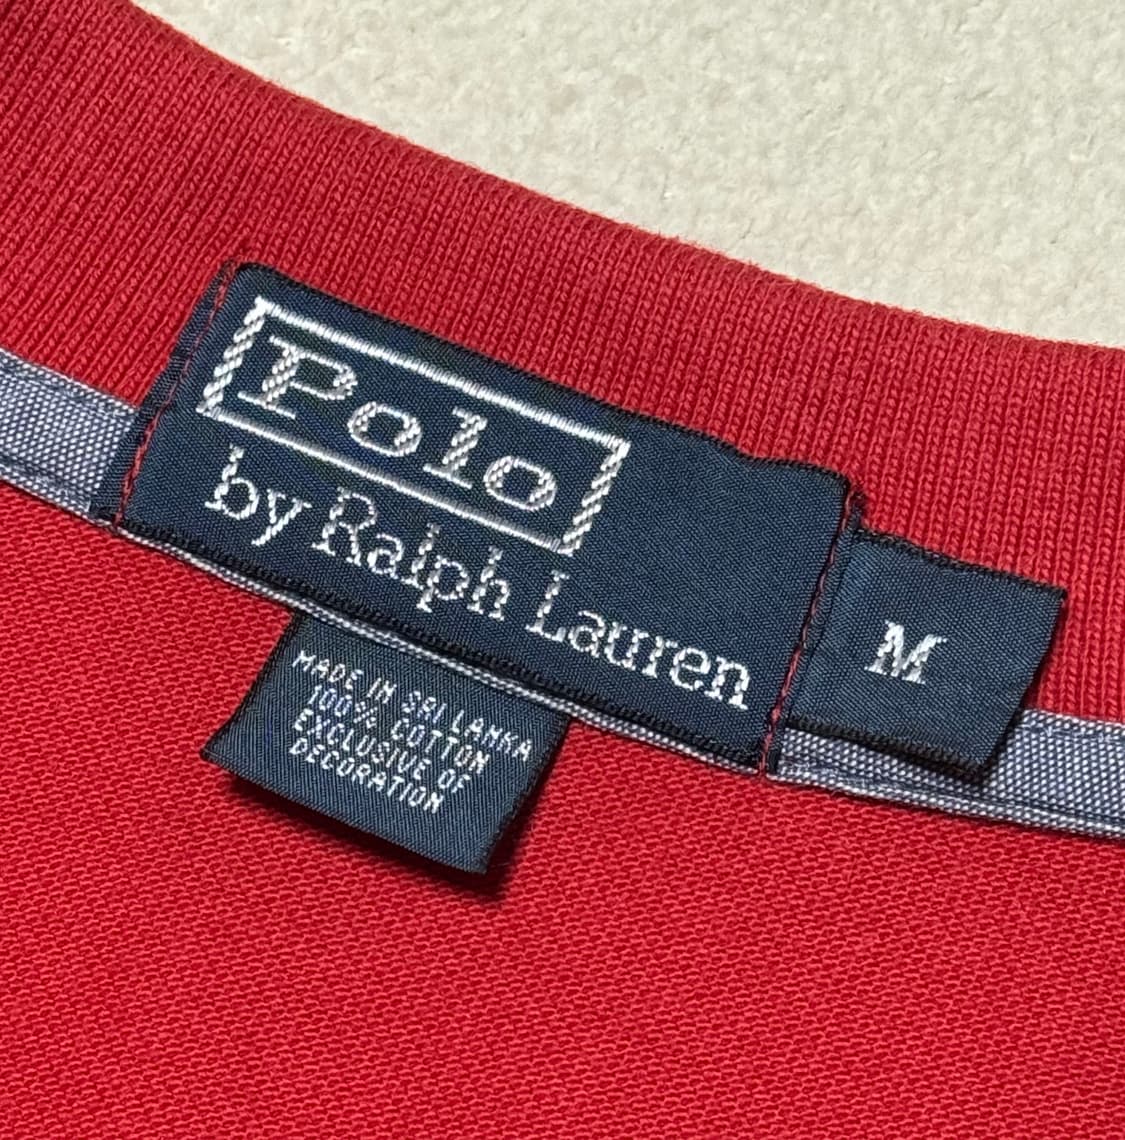 Polo
by Ralph Lauren
M
MADE IN SRI LANKA
100% COTTON
EXCLUSIVE OF
DECORATION